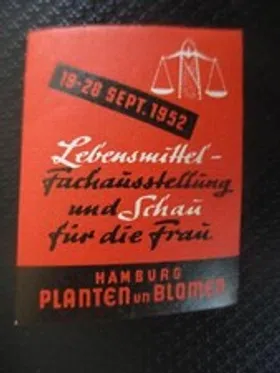 19-28 SEPT. 1952
Lebensmittel-
Fachausstellung
und Schau
für die Frau
HAMBURG
PLANTEN un BLOMEN